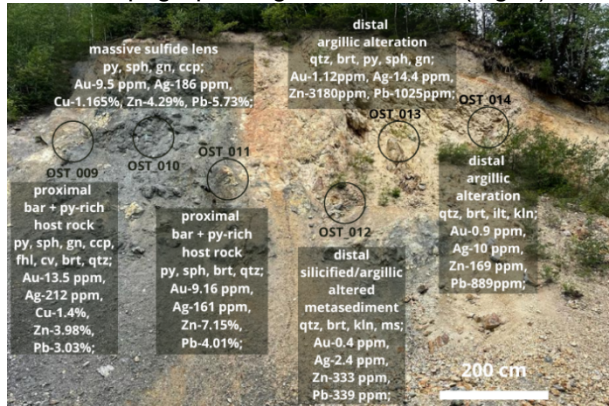 massive sulfide lens
py, sph, gn, ccp;
Au-9.5 ppm, Ag-186 ppm,
Cu-1.165%, Zn-4.29%, Pb-5.73%;
distal
argillic alteration
qtz, brt, py, sph, gn;
Au-1.12ppm, Ag-14.4 ppm,
Zn-3180ppm, Pb-1025ppm;
OST_014
OST_013
OST_011
OST_010
OST_009
OST_012
proximal
bar + py-rich
host rock
py, sph, gn, ccp,
fhl, cv, brt, qtz;
Au-13.5 ppm,
Ag-212 ppm,
Cu-1.4%,
Zn-3.98%,
Pb-3.03%;
proximal
bar + py-rich
host rock
py, sph, brt, qtz;
Au-9.16 ppm,
Ag-161 ppm,
Zn-7.15%,
Pb-4.01%;
distal
silicified/argillic
altered
metasediment
qtz, brt, kln, ms;
Au-0.4 ppm,
Ag-2.4 ppm,
Zn-333 ppm,
Pb-339 ppm;
distal
argillic
alteration
qtz, brt, ilt, kln;
Au-0.9 ppm,
Ag-10 ppm,
Zn-169 ppm,
Pb-889ppm;
200 cm